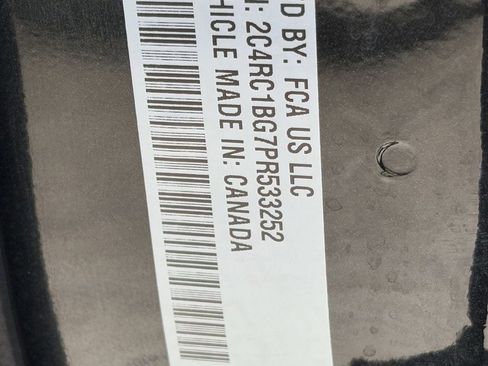 D BY: FCA US LLC
: 2C4RC1BG7PR533252
HICLE MADE IN: CANADA